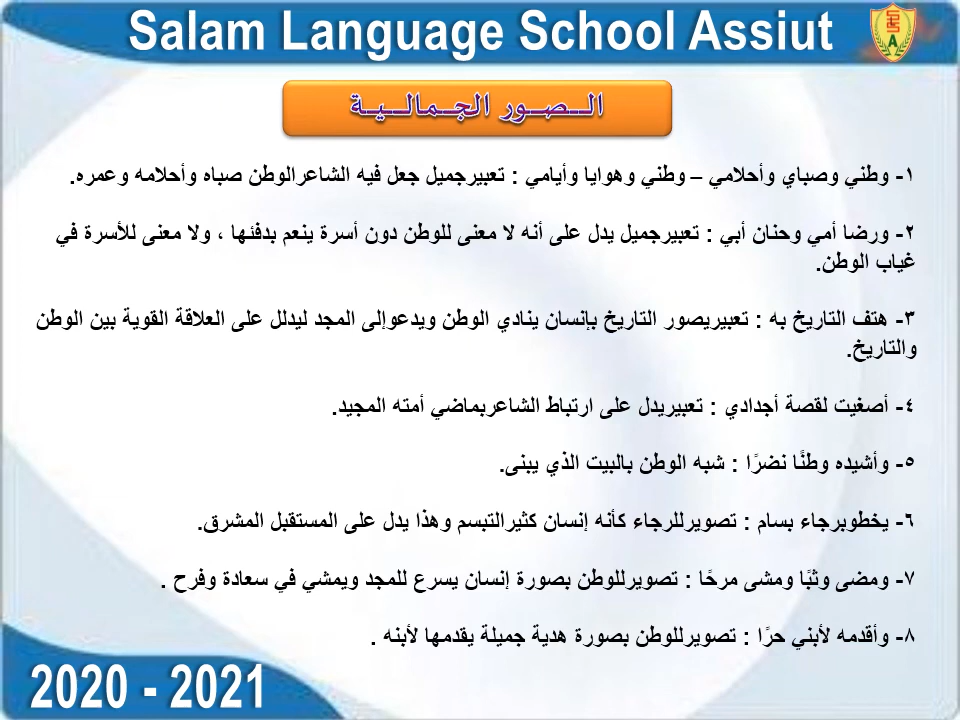 Salam Language School Assiut
الصور الجمالية
١- وطني وصباي وأحلامي – وطني وهوايا وأيامي : تعبيرجميل جعل فيه الشاعرالوطن صباه وأحلامه وعمره.
٢- ورضا أمي وحنان أبي : تعبيرجميل يدل على أنه لا معنى للوطن دون أسرة ينعم بدفئها ، ولا معنى للأسرة في
غياب الوطن.
٣- هتف التاريخ به : تعبيريصور التاريخ بإنسان ينادي الوطن ويدعوإلى المجد ليدلل على العلاقة القوية بين الوطن
والتاريخ.
٤- أصغيت لقصة أجدادي : تعبيريدل على ارتباط الشاعربماضي أمته المجيد.
٥- وأشيده وطنًّا نضرًا : شبه الوطن بالبيت الذي يبنى.
٦- يخطوبرجاء بسام : تصويرللرجاء كأنه إنسان كثيرالتبسم وهذا يدل على المستقبل المشرق.
٧- ومضى وثبًا ومشى مرحًا : تصويرللوطن بصورة إنسان يسرع للمجد ويمشي في سعادة وفرح .
٨- وأقدمه لأبني حرًا : تصويرللوطن بصورة هدية جميلة يقدمها لأبنه .
2020 - 2021